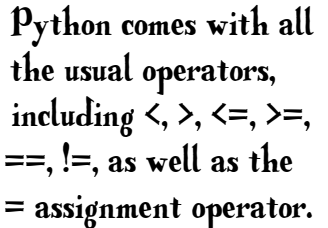 Python comes with all
the usual operators,
including <, >, <=, >=,
==, !=, as well as the
= assignment operator.